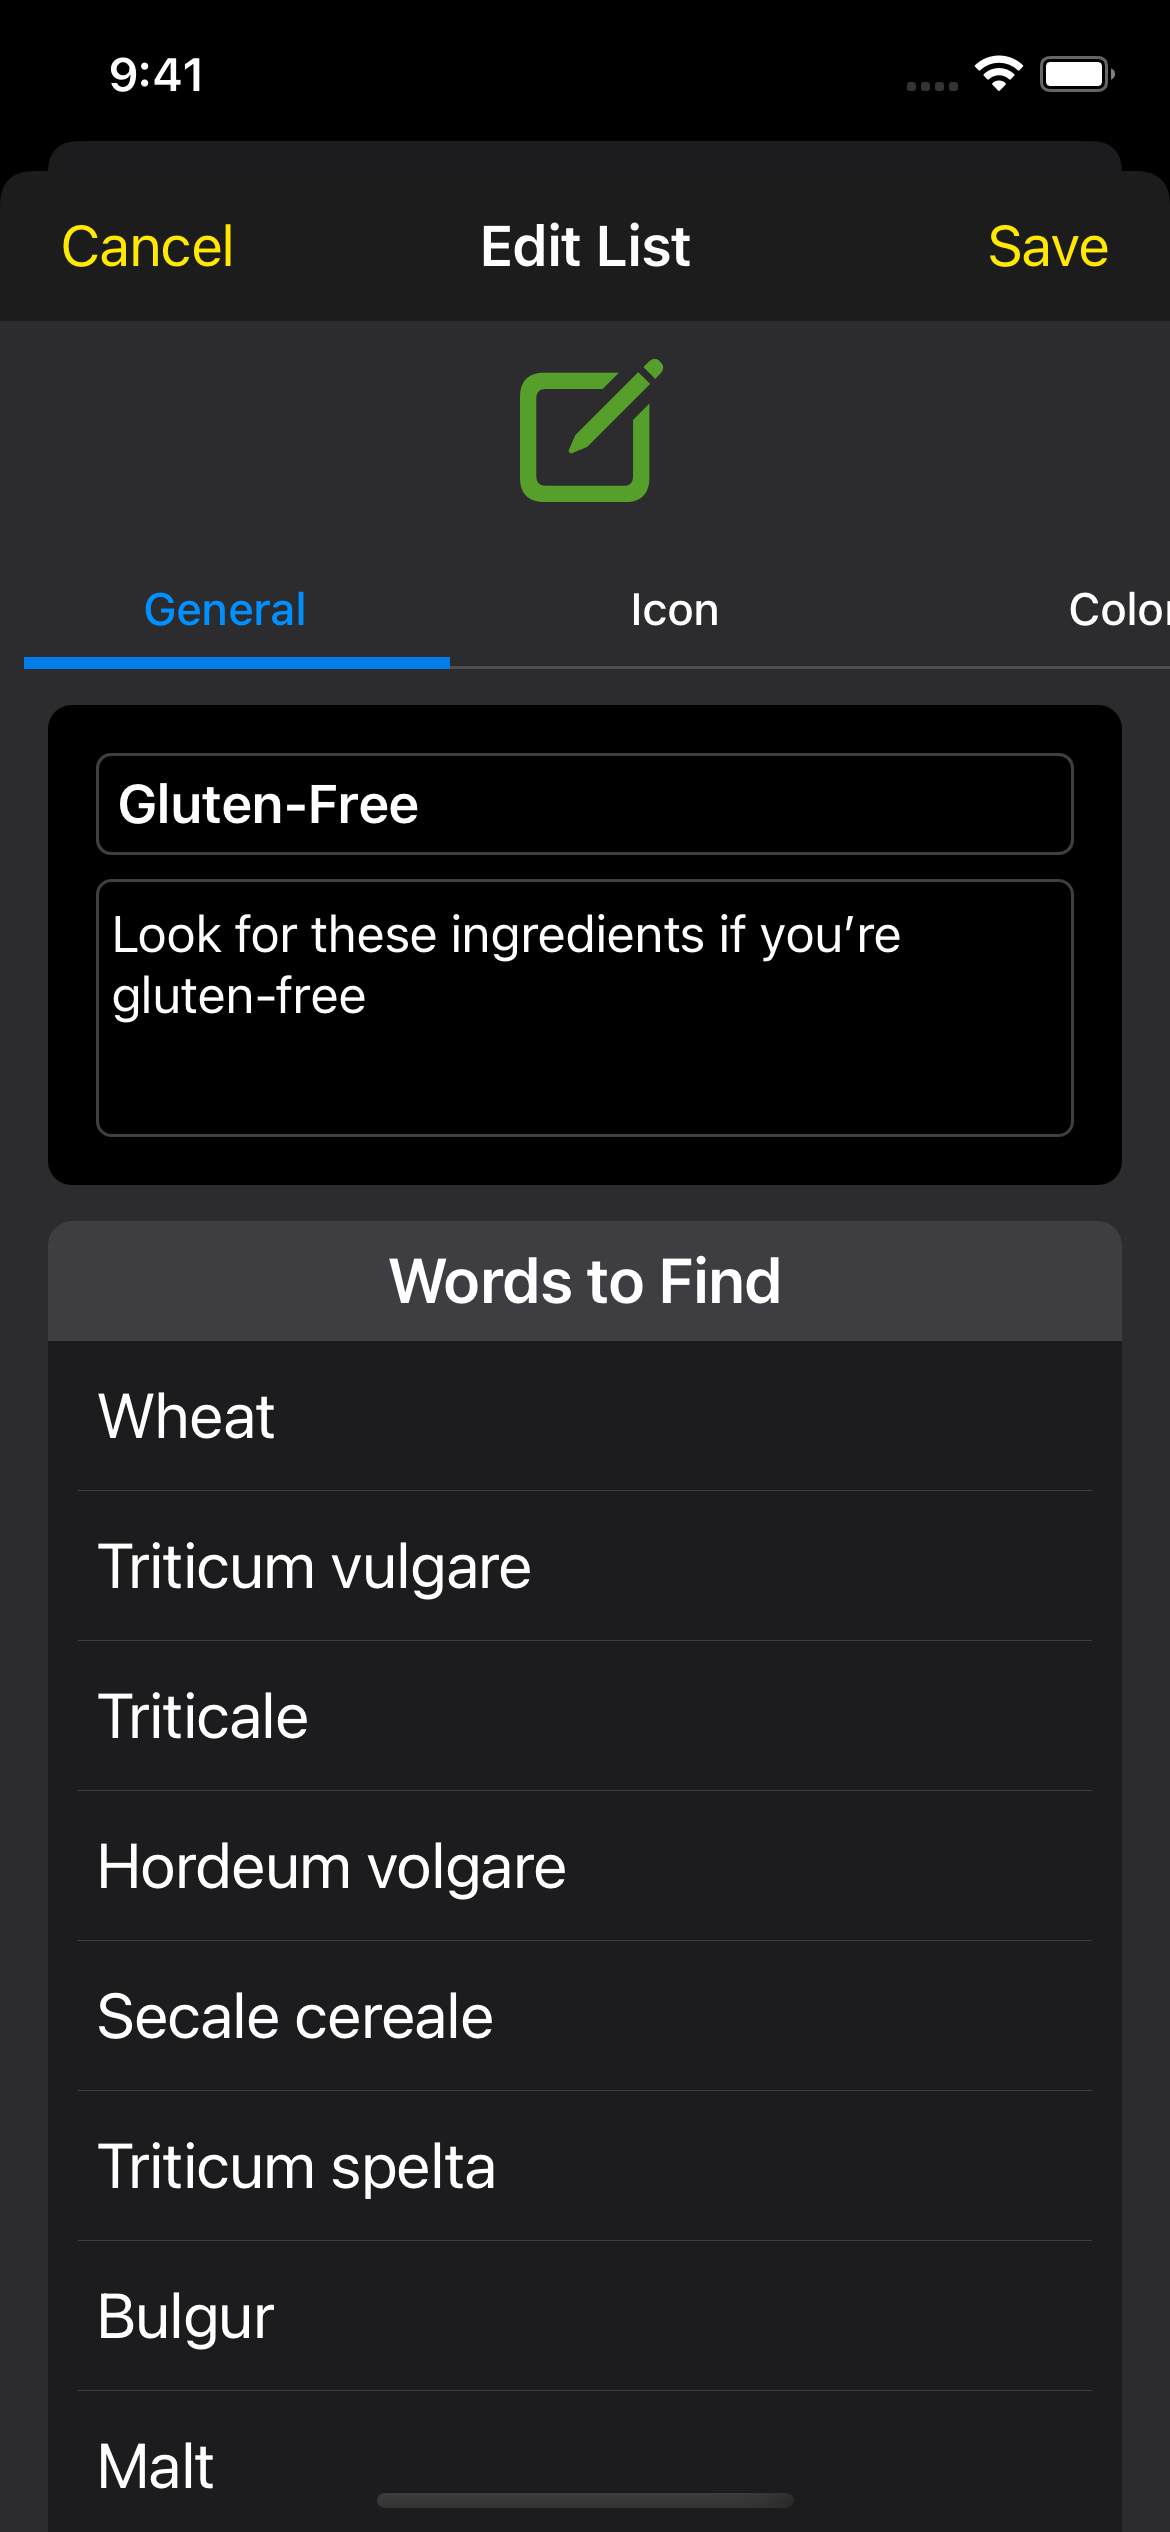 9:41
Cancel
Edit List
Save
General
Icon
Color
Gluten-Free
Look for these ingredients if you’re
gluten-free
Words to Find
Wheat
Triticum vulgare
Triticale
Hordeum volgare
Secale cereale
Triticum spelta
Bulgur
Malt